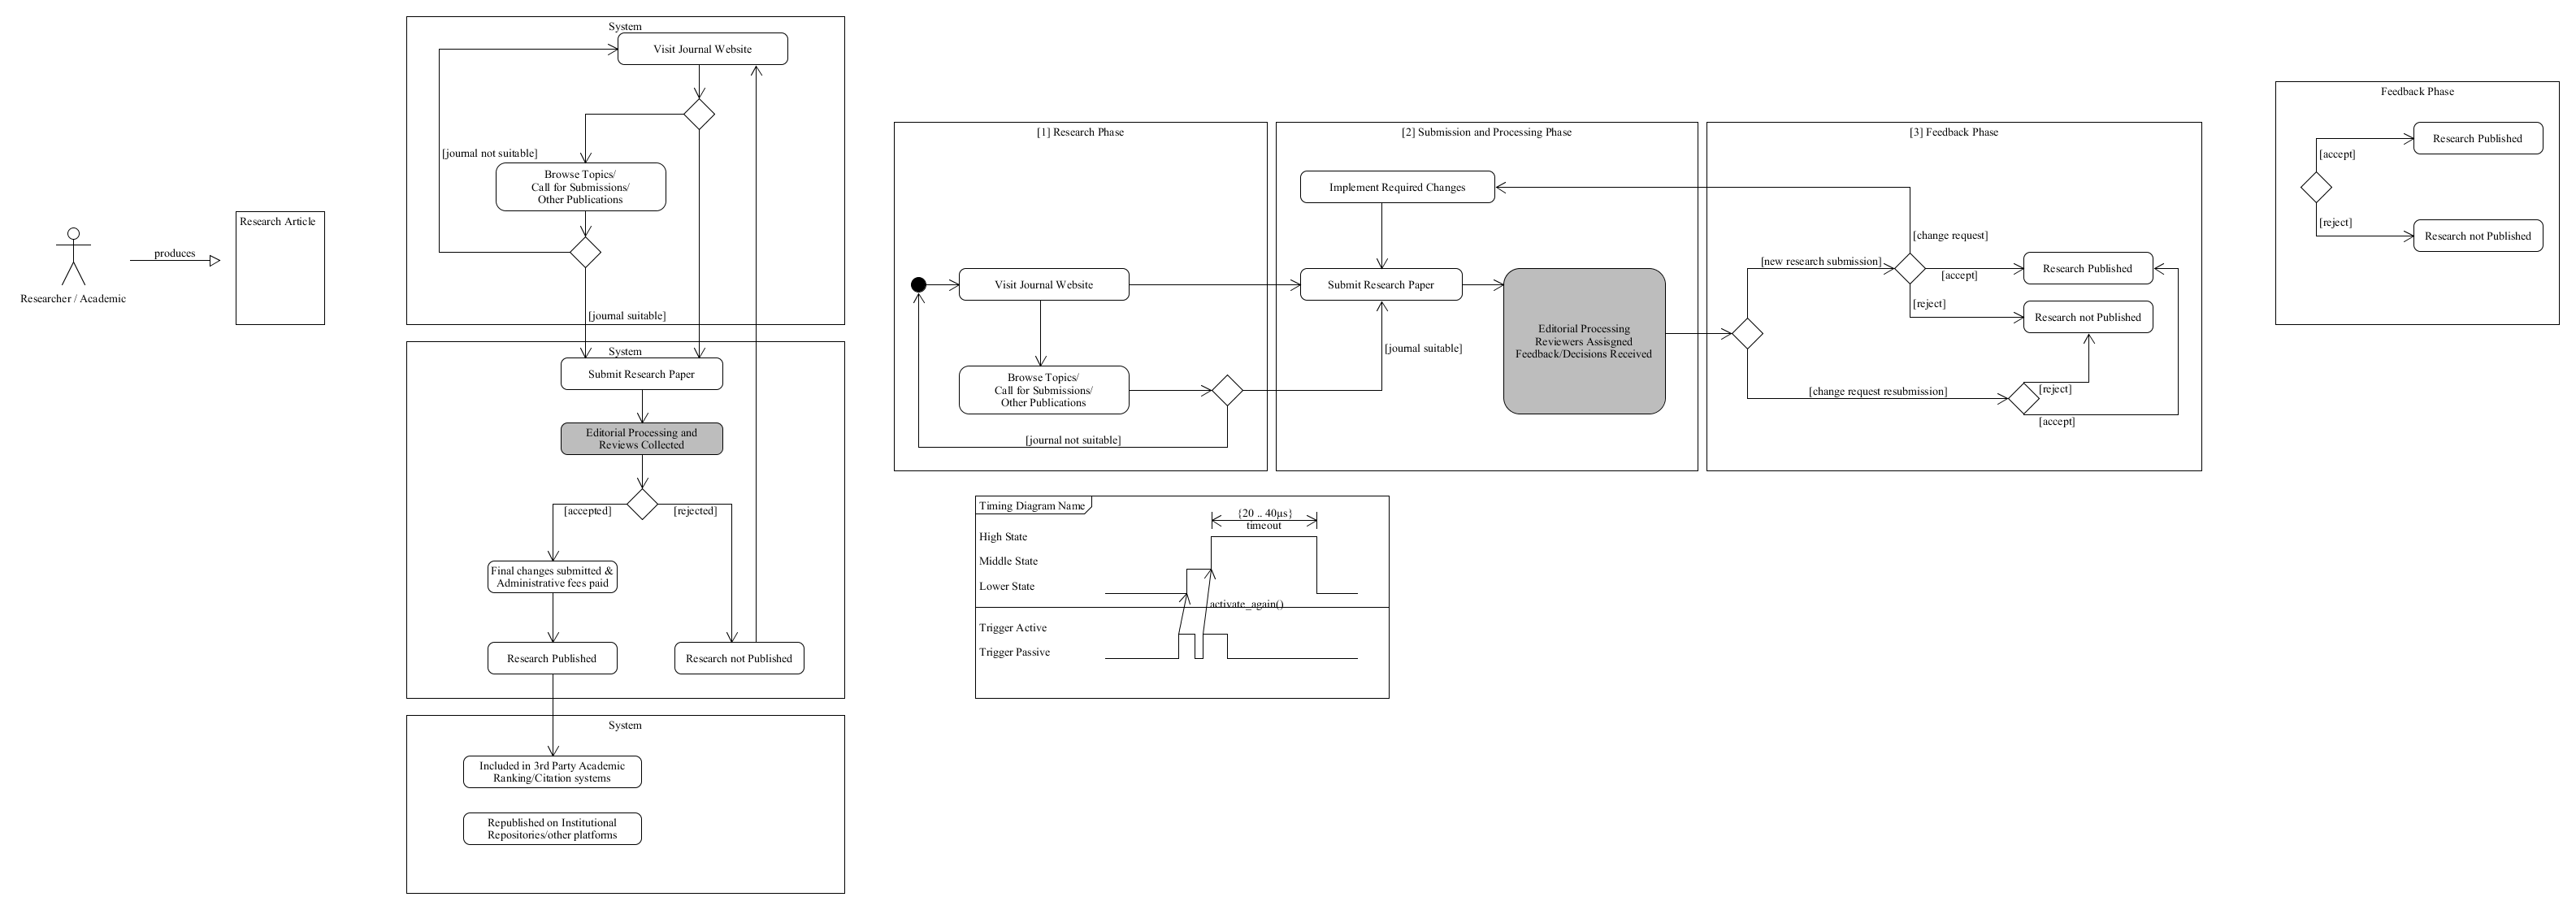 Researcher / Academic
produces
Research Article
System
Visit Journal Website
[journal not suitable]
Browse Topics/
Call for Submissions/
Other Publications
[journal suitable]
System
Submit Research Paper
Editorial Processing and
Reviews Collected
[accepted]
[rejected]
Final changes submitted &
Administrative fees paid
Research Published
Research not Published
System
Included in 3rd Party Academic
Ranking/Citation systems
Republished on Institutional
Repositories/other platforms
[1] Research Phase
Visit Journal Website
Browse Topics/
Call for Submissions/
Other Publications
[journal not suitable]
[2] Submission and Processing Phase
Implement Required Changes
Submit Research Paper
[journal suitable]
Editorial Processing
Reviewers Assisgned
Feedback/Decisions Received
[3] Feedback Phase
[change request]
[new research submission]
[accept]
Research Published
[reject]
Research not Published
[change request resubmission]
[reject]
[accept]
Timing Diagram Name
{20 .. 40µs}
timeout
High State
Middle State
Lower State
activate_again()
Trigger Active
Trigger Passive
Feedback Phase
[accept]
Research Published
[reject]
Research not Published